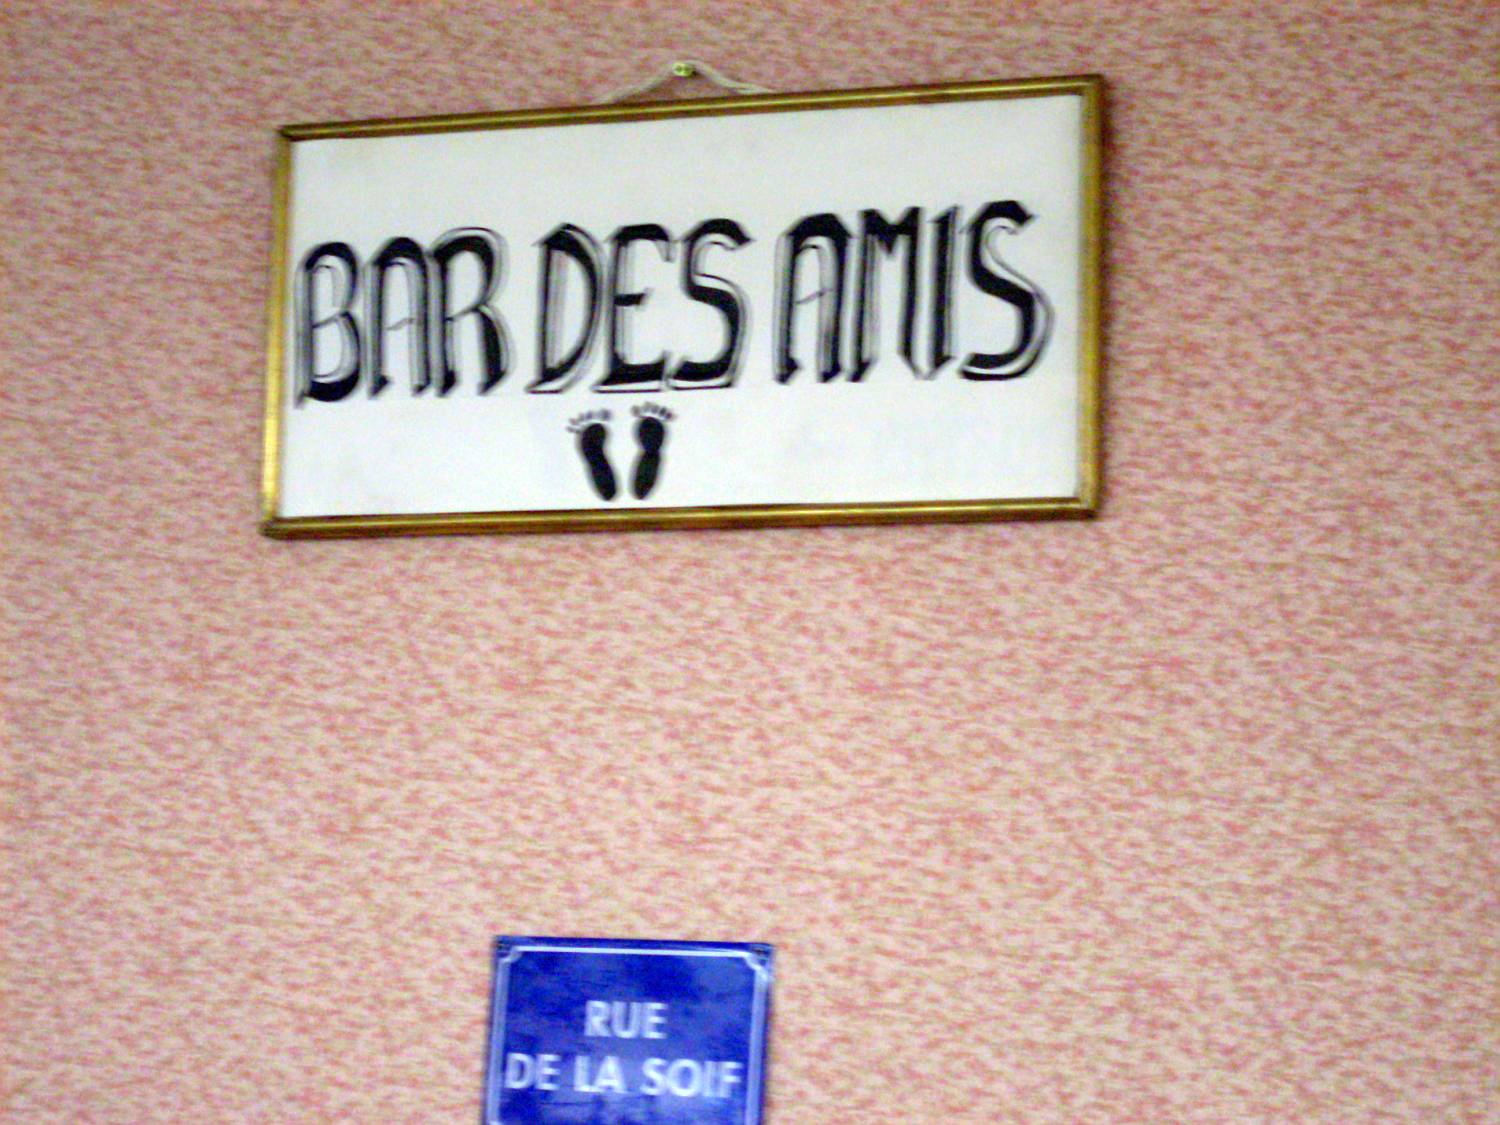 BAR DES AMIS
RUE
DE LA SOIF